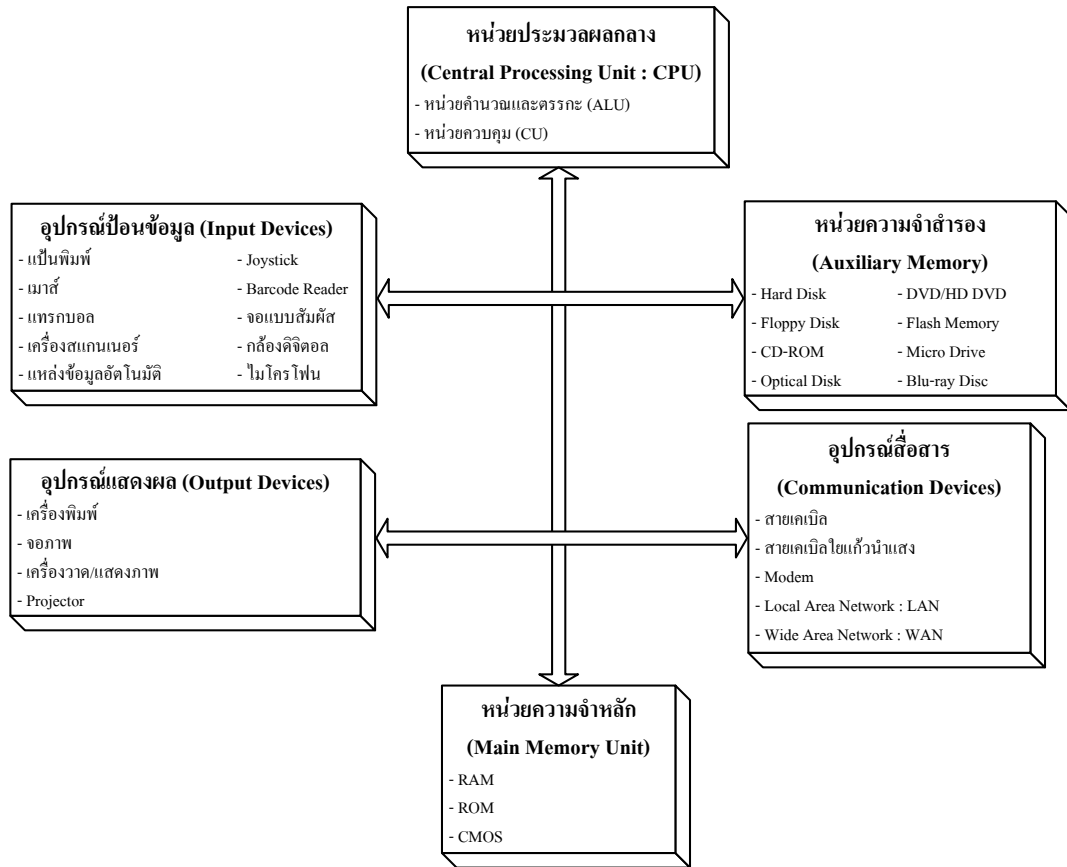 หน่วยประมวลผลกลาง
(Central Processing Unit : CPU)
- หน่วยคำนวณและตรรกะ (ALU)
- หน่วยควบคุม (CU)
อุปกรณ์ป้อนข้อมูล (Input Devices)
- แป้นพิมพ์
- เมาส์
- แทรกบอล
- เครื่องสแกนเนอร์
- แหล่งข้อมูลอัตโนมัติ
- Joystick
- Barcode Reader
- จอแบบสัมผัส
- กล้องดิจิตอล
- ไมโครโฟน
หน่วยความจำสำรอง
(Auxiliary Memory)
- Hard Disk
- Floppy Disk
- CD-ROM
- Optical Disk
- DVD/HD DVD
- Flash Memory
- Micro Drive
- Blu-ray Disc
อุปกรณ์แสดงผล (Output Devices)
- เครื่องพิมพ์
- จอภาพ
- เครื่องวาด/แสดงภาพ
- Projector
อุปกรณ์สื่อสาร
(Communication Devices)
- สายเคเบิล
- สายเคเบิลใยแก้วนำแสง
- Modem
- Local Area Network : LAN
- Wide Area Network : WAN
หน่วยความจำหลัก
(Main Memory Unit)
- RAM
- ROM
- CMOS